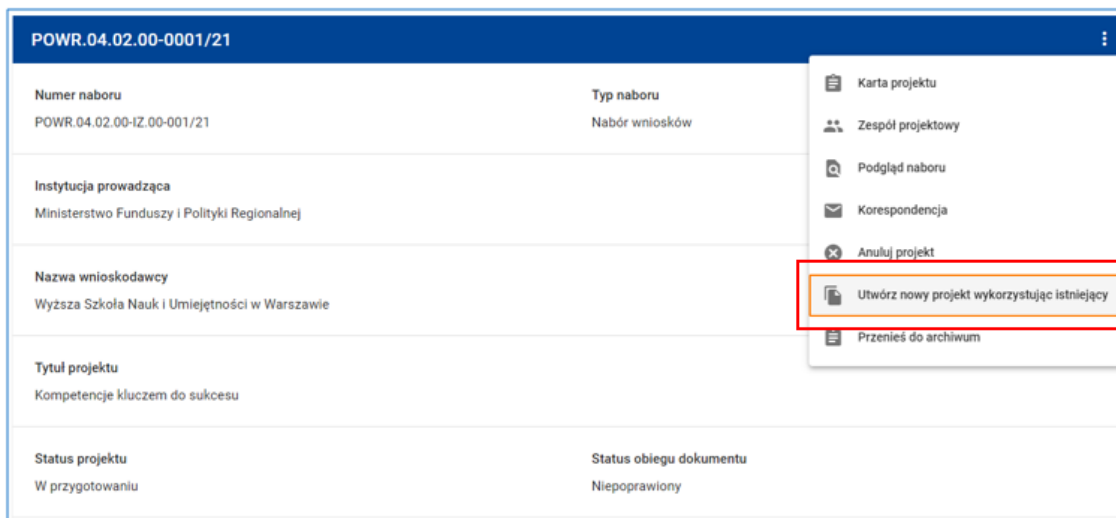 POWR.04.02.00-0001/21
Numer naboru
POWR.04.02.00-IZ.00-001/21
Typ naboru
Nabór wniosków
Instytucja prowadząca
Ministerstwo Funduszy i Polityki Regionalnej
Nazwa wnioskodawcy
Wyższa Szkoła Nauk i Umiejętności w Warszawie
Tytuł projektu
Kompetencje kluczem do sukcesu
Status projektu
W przygotowaniu
Status obiegu dokumentu
Niepoprawiony
Karta projektu
Zespół projektowy
Podgląd naboru
Korespondencja
Anuluj projekt
Utwórz nowy projekt wykorzystując istniejący
Przenieś do archiwum